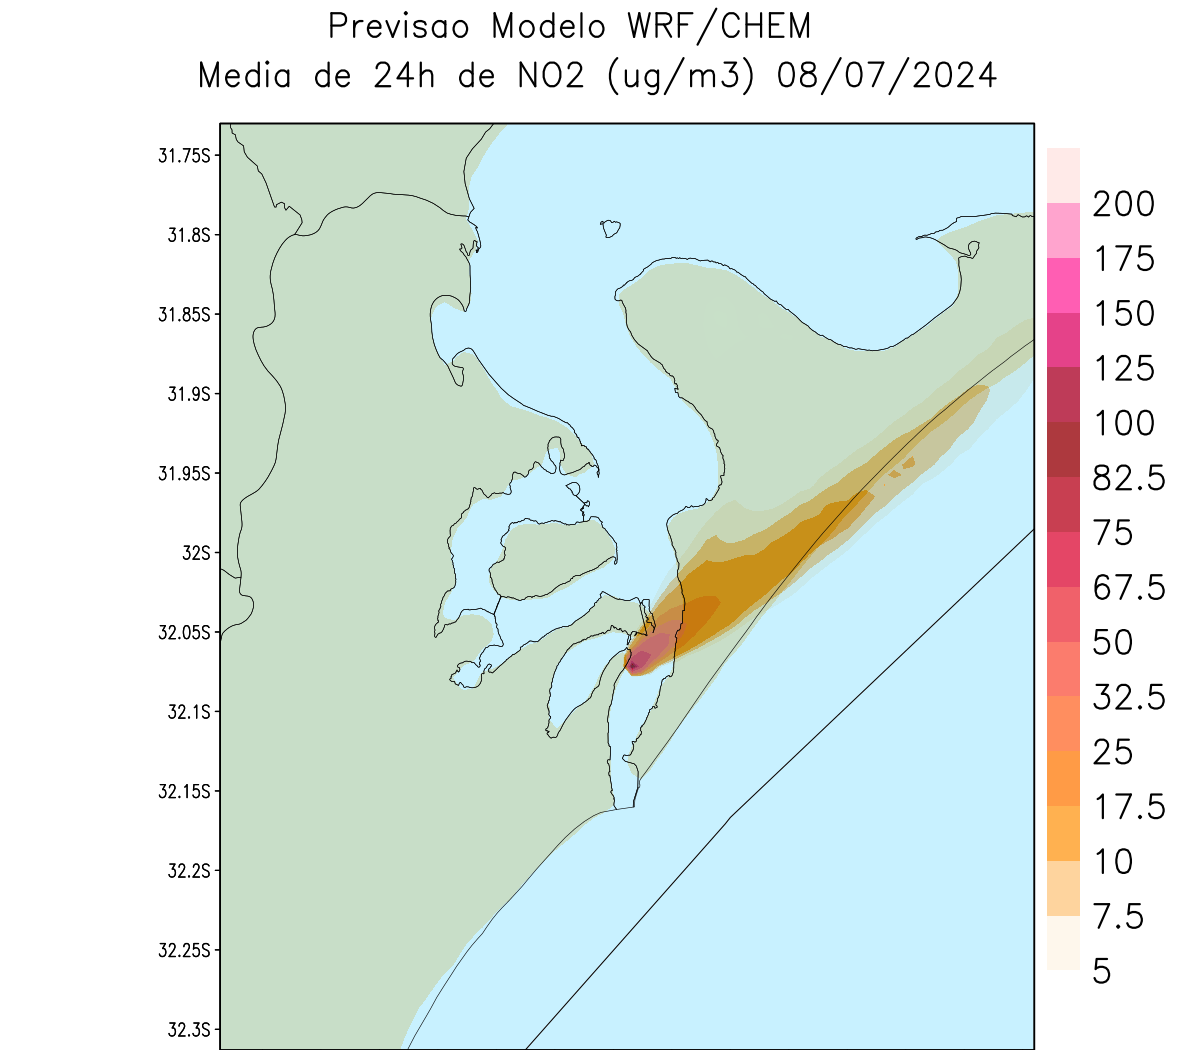 Previsao Modelo WRF/CHEM
Media de 24h de NO2 (ug/m3) 08/07/2024
31.75S
31.8S
31.85S
31.9S
31.95S
32S
32.05S
32.1S
32.15S
32.2S
32.25S
32.3S
200
175
150
125
100
82.5
75
67.5
50
32.5
25
17.5
10
7.5
5